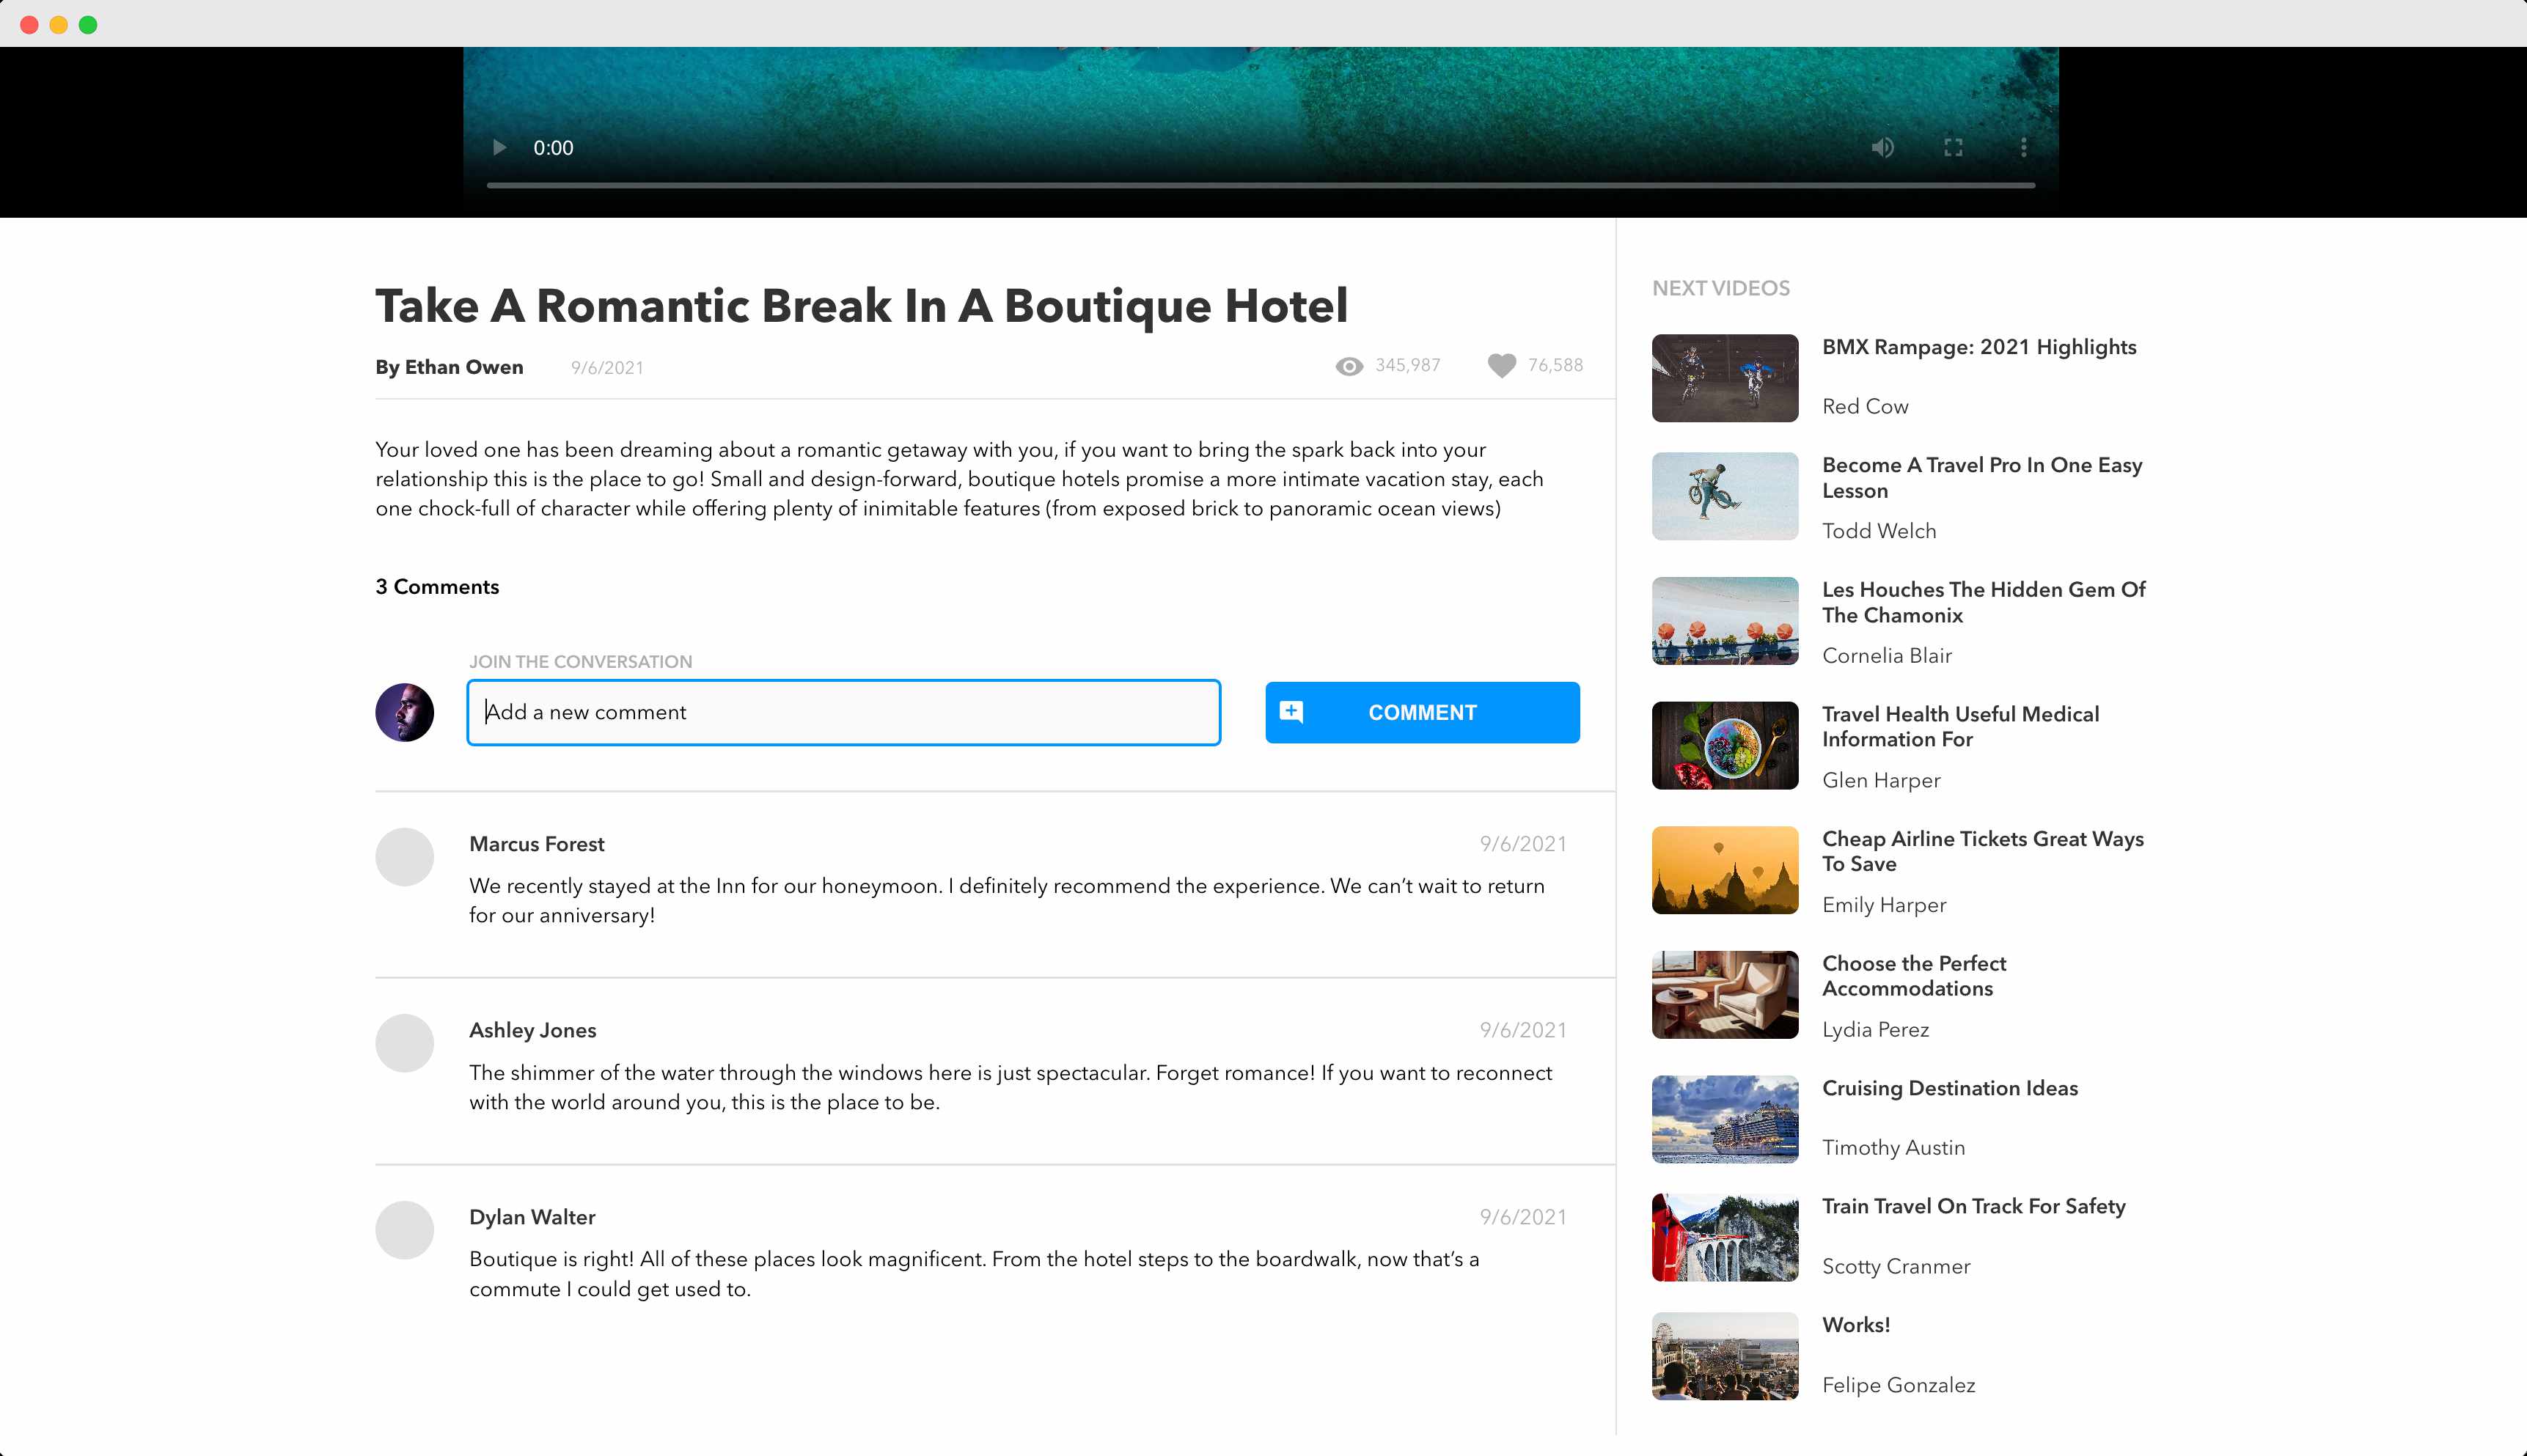 0:00
Take A Romantic Break In A Boutique Hotel
By Ethan Owen 9/6/2021 345,987 76,588
Your loved one has been dreaming about a romantic getaway with you, if you want to bring the spark back into your
relationship this is the place to go! Small and design-forward, boutique hotels promise a more intimate vacation stay, each
one chock-full of character while offering plenty of inimitable features (from exposed brick to panoramic ocean views)
3 Comments
JOIN THE CONVERSATION
Add a new comment
COMMENT
Marcus Forest 9/6/2021
We recently stayed at the Inn for our honeymoon. I definitely recommend the experience. We can’t wait to return
for our anniversary!
Ashley Jones 9/6/2021
The shimmer of the water through the windows here is just spectacular. Forget romance! If you want to reconnect
with the world around you, this is the place to be.
Dylan Walter 9/6/2021
Boutique is right! All of these places look magnificent. From the hotel steps to the boardwalk, now that’s a
commute I could get used to.
NEXT VIDEOS
BMX Rampage: 2021 Highlights
Red Cow
Become A Travel Pro In One Easy
Lesson
Todd Welch
Les Houches The Hidden Gem Of
The Chamonix
Cornelia Blair
Travel Health Useful Medical
Information For
Glen Harper
Cheap Airline Tickets Great Ways
To Save
Emily Harper
Choose the Perfect
Accommodations
Lydia Perez
Cruising Destination Ideas
Timothy Austin
Train Travel On Track For Safety
Scotty Cranmer
Works!
Felipe Gonzalez